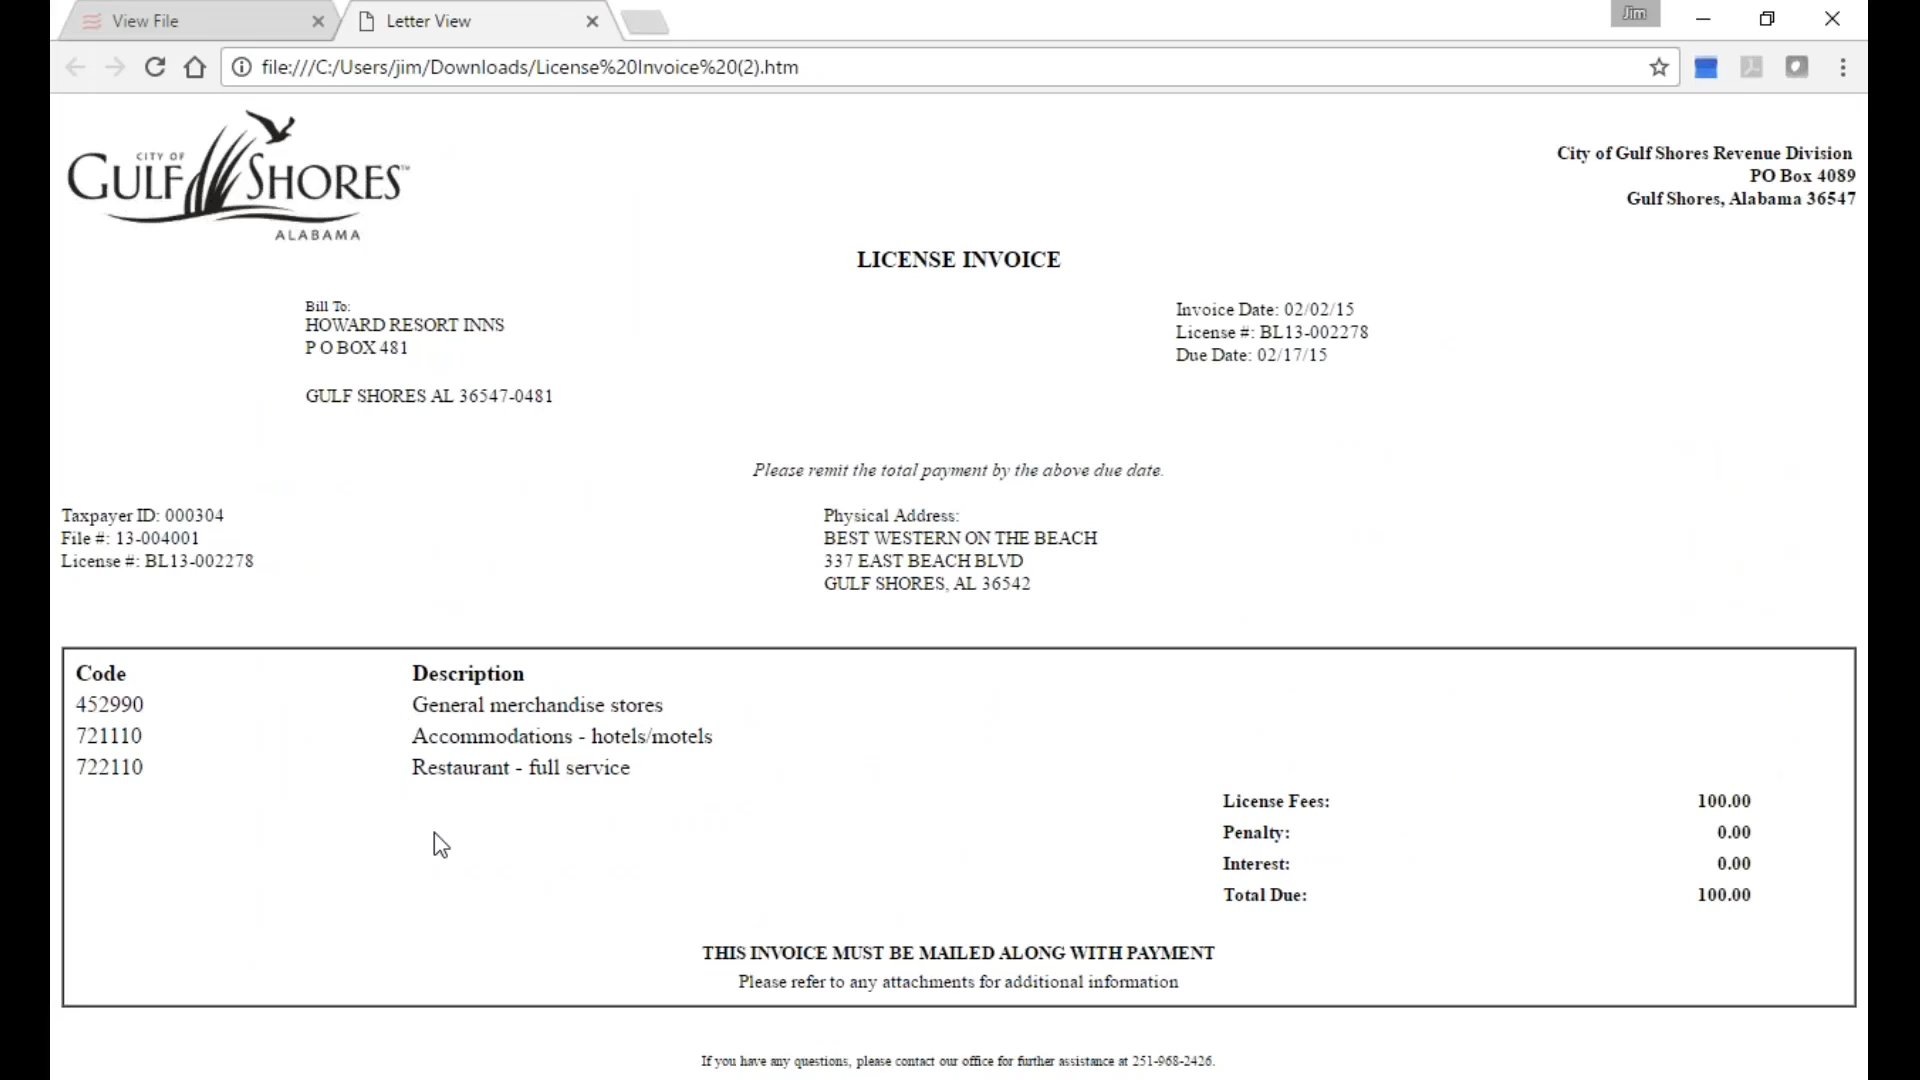 View File
Letter View
Jim
file:///C:/Users/jim/Downloads/License%20Invoice%20(2).htm
CITY OF
GULF SHORES™
ALABAMA
City of Gulf Shores Revenue Division
PO Box 4089
Gulf Shores, Alabama 36547
LICENSE INVOICE
Bill To:
HOWARD RESORT INNS
P O BOX 481
GULF SHORES AL 36547-0481
Invoice Date: 02/02/15
License #: BL13-002278
Due Date: 02/17/15
Please remit the total payment by the above due date.
Taxpayer ID: 000304
File #: 13-004001
License #: BL13-002278
Physical Address:
BEST WESTERN ON THE BEACH
337 EAST BEACH BLVD
GULF SHORES, AL 36542
Code Description
452990 General merchandise stores
721110 Accommodations - hotels/motels
722110 Restaurant - full service
License Fees: 100.00
Penalty: 0.00
Interest: 0.00
Total Due: 100.00
THIS INVOICE MUST BE MAILED ALONG WITH PAYMENT
Please refer to any attachments for additional information
If you have any questions, please contact our office for further assistance at 251-968-2426.